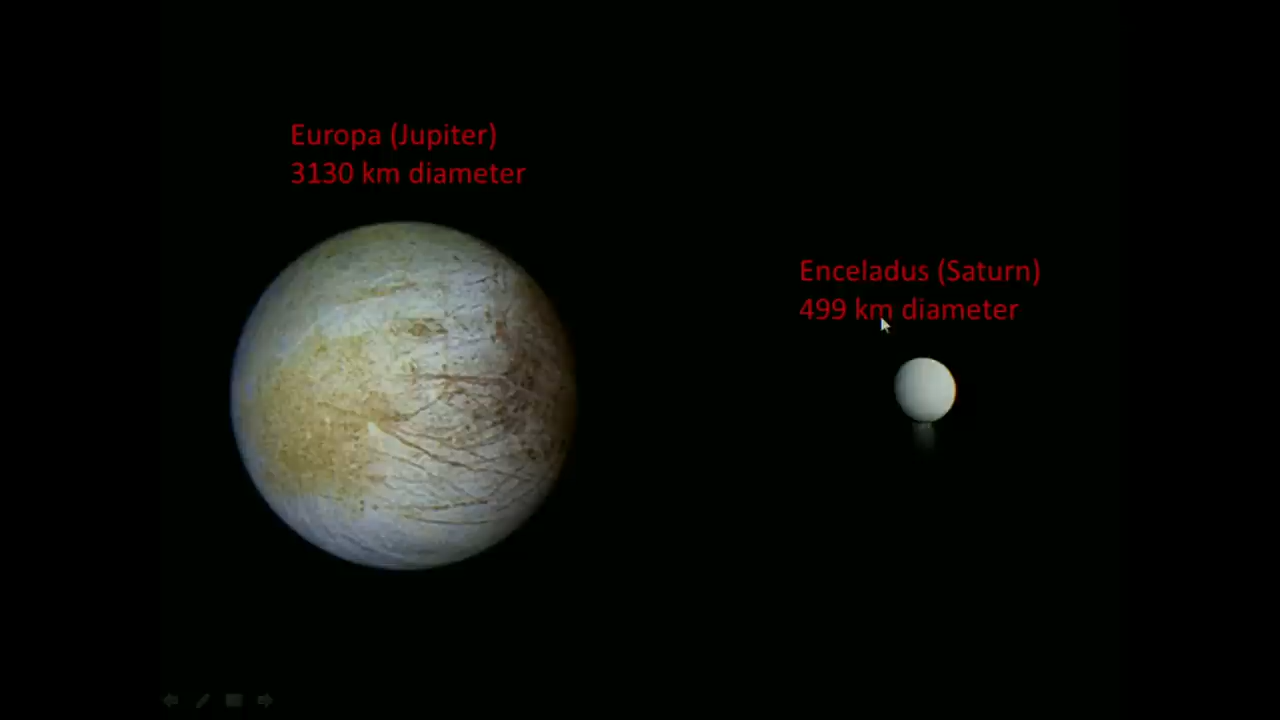 Europa (Jupiter)
3130 km diameter
Enceladus (Saturn)
499 km diameter